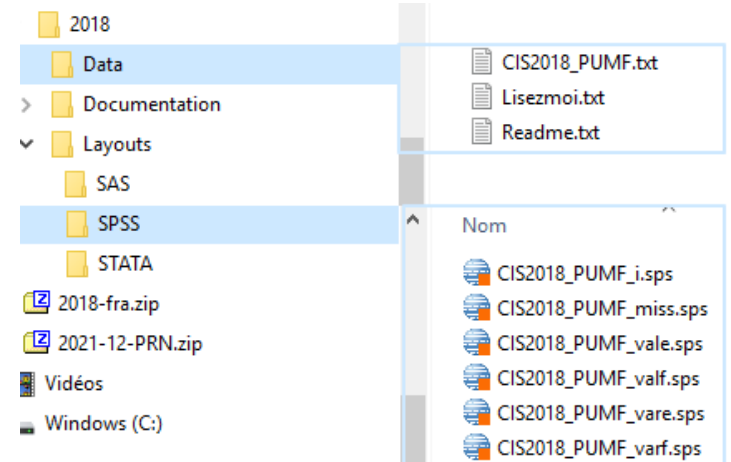 2018
Data
Documentation
Layouts
SAS
SPSS
STATA
2018-fra.zip
2021-12-PRN.zip
Vidéos
Windows (C:)
CIS2018_PUMF.txt
Lisezmoi.txt
Readme.txt
Nom
CIS2018_PUMF_i.sps
CIS2018_PUMF_miss.sps
CIS2018_PUMF_vale.sps
CIS2018_PUMF_valf.sps
CIS2018_PUMF_vare.sps
CIS2018_PUMF_varf.sps